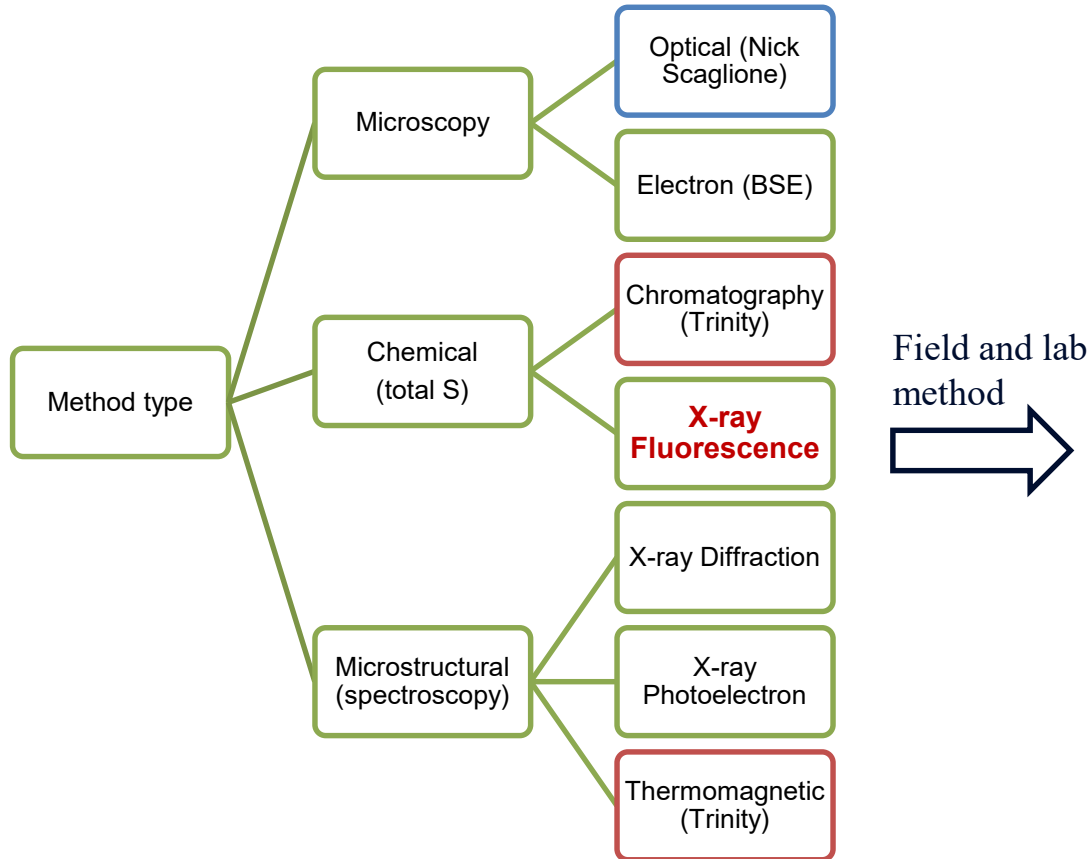 Method type
Microscopy
Optical (Nick
Scaglione)
Electron (BSE)
Chemical
(total S)
Chromatography
(Trinity)
X-ray
Fluorescence
Microstructural
(spectroscopy)
X-ray Diffraction
X-ray
Photoelectron
Thermomagnetic
(Trinity)
Field and lab
method